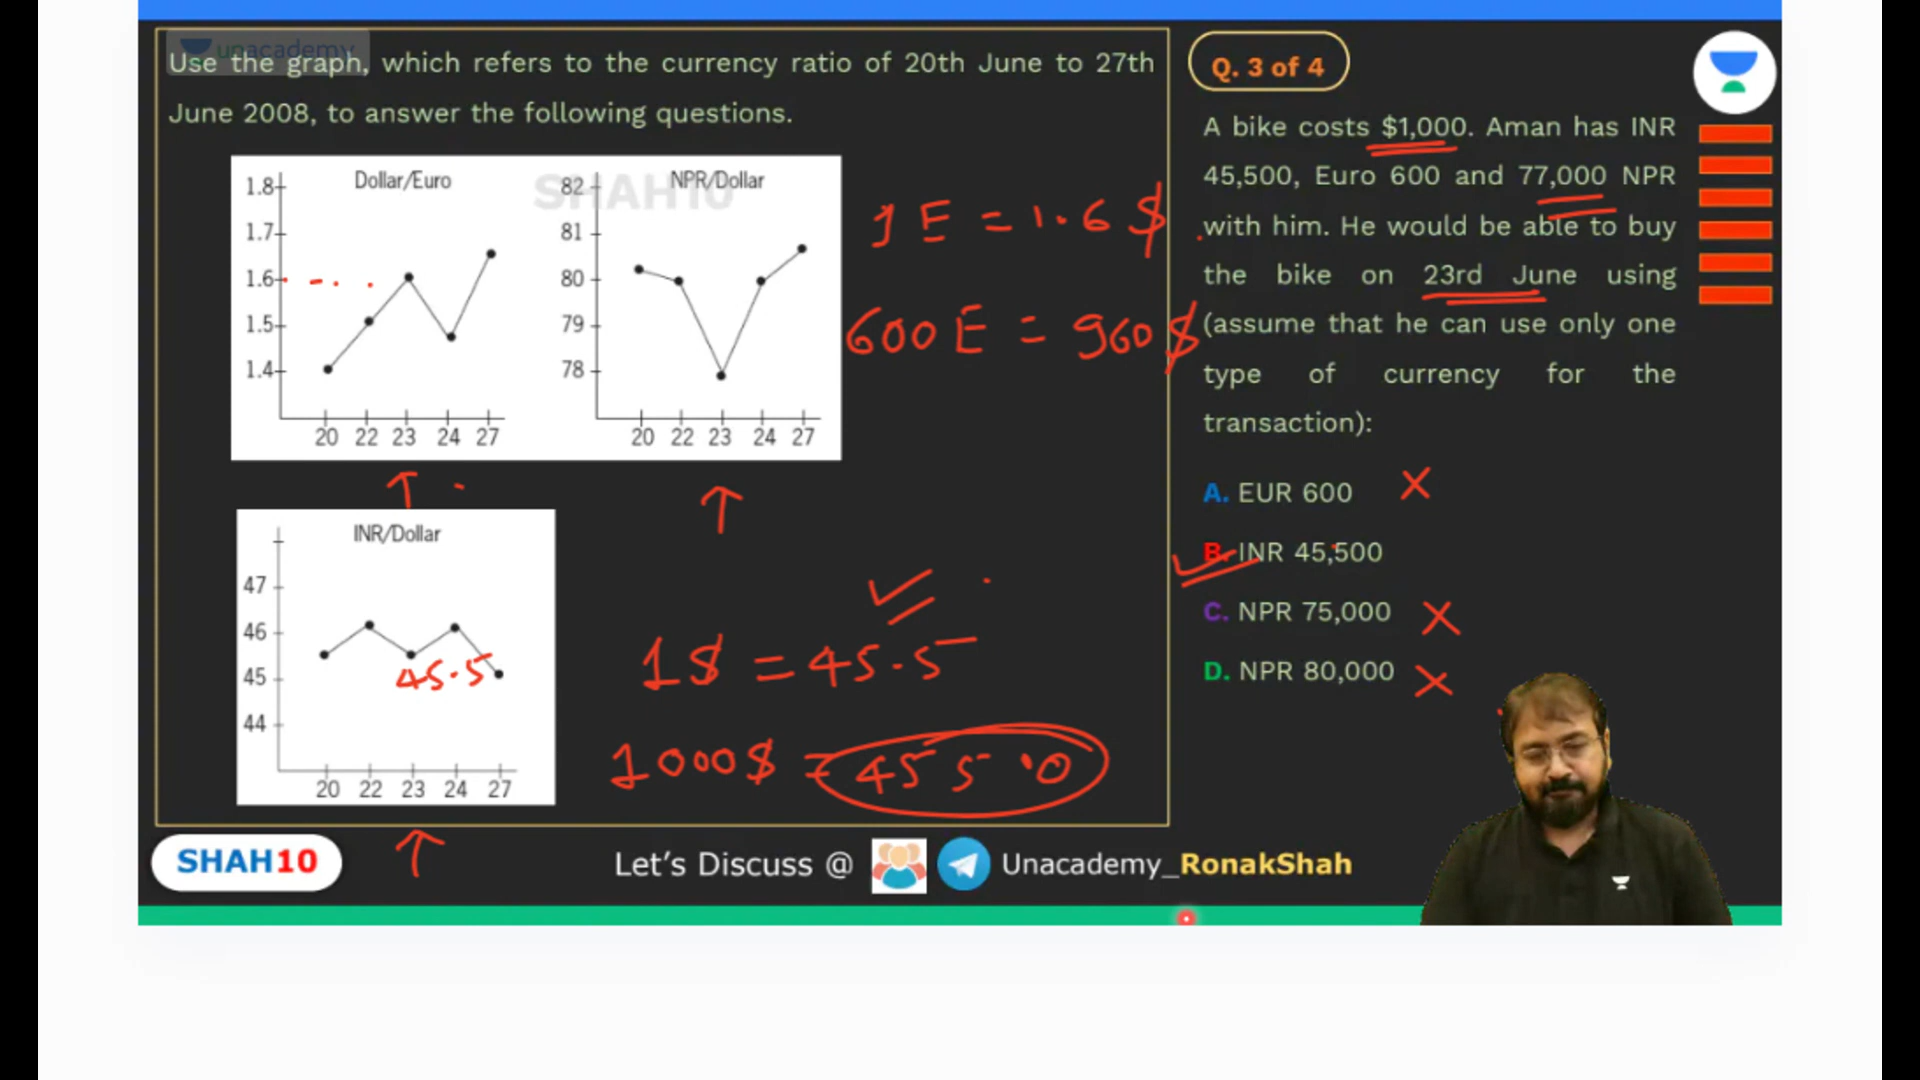 unacademy
Use the graph, which refers to the currency ratio of 20th June to 27th
June 2008, to answer the following questions.
SHAH10
Dollar/Euro
1.8
1.7
1.6
1.5
1.4
20 22 23 24 27
NPR/Dollar
82
81
80
79
78
20 22 23 24 27
1 E = 1.6 $
600 E = 960 $
INR/Dollar
47
46
45
44
45.5
20 22 23 24 27
1$ = 45.5
1000$ = 45500
Q. 3 of 4
A bike costs $1,000. Aman has INR
45,500, Euro 600 and 77,000 NPR
with him. He would be able to buy
the bike on 23rd June using
(assume that he can use only one
type of currency for the
transaction):
A. EUR 600
B. INR 45,500
C. NPR 75,000
D. NPR 80,000
SHAH10
Let's Discuss @ Unacademy_RonakShah